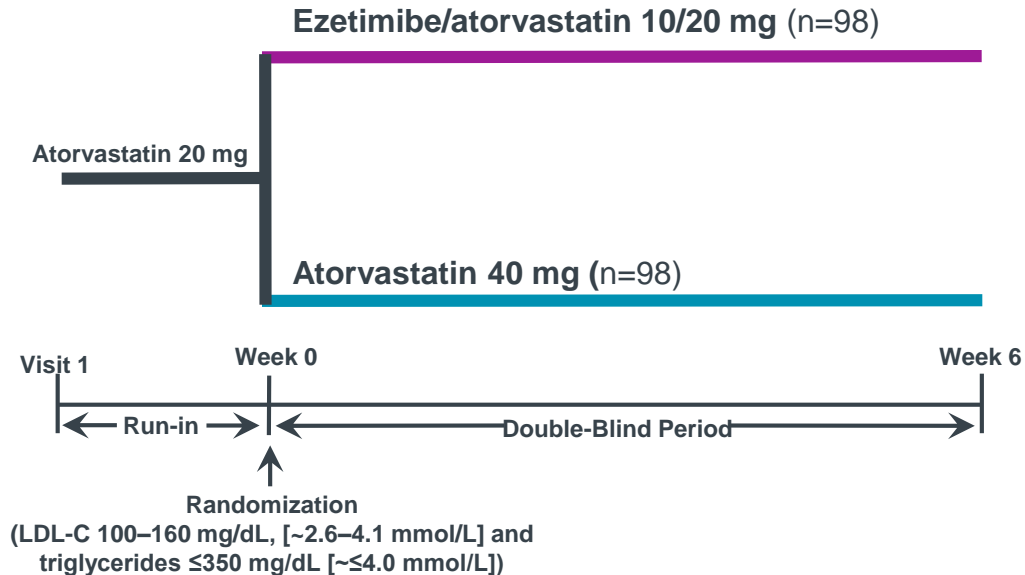 Ezetimibe/atorvastatin 10/20 mg (n=98)
Atorvastatin 20 mg
Atorvastatin 40 mg (n=98)
Visit 1
Week 0
Week 6
Run-in
Double-Blind Period
Randomization
(LDL-C 100–160 mg/dL, [~2.6–4.1 mmol/L] and
triglycerides ≤350 mg/dL [~≤4.0 mmol/L])